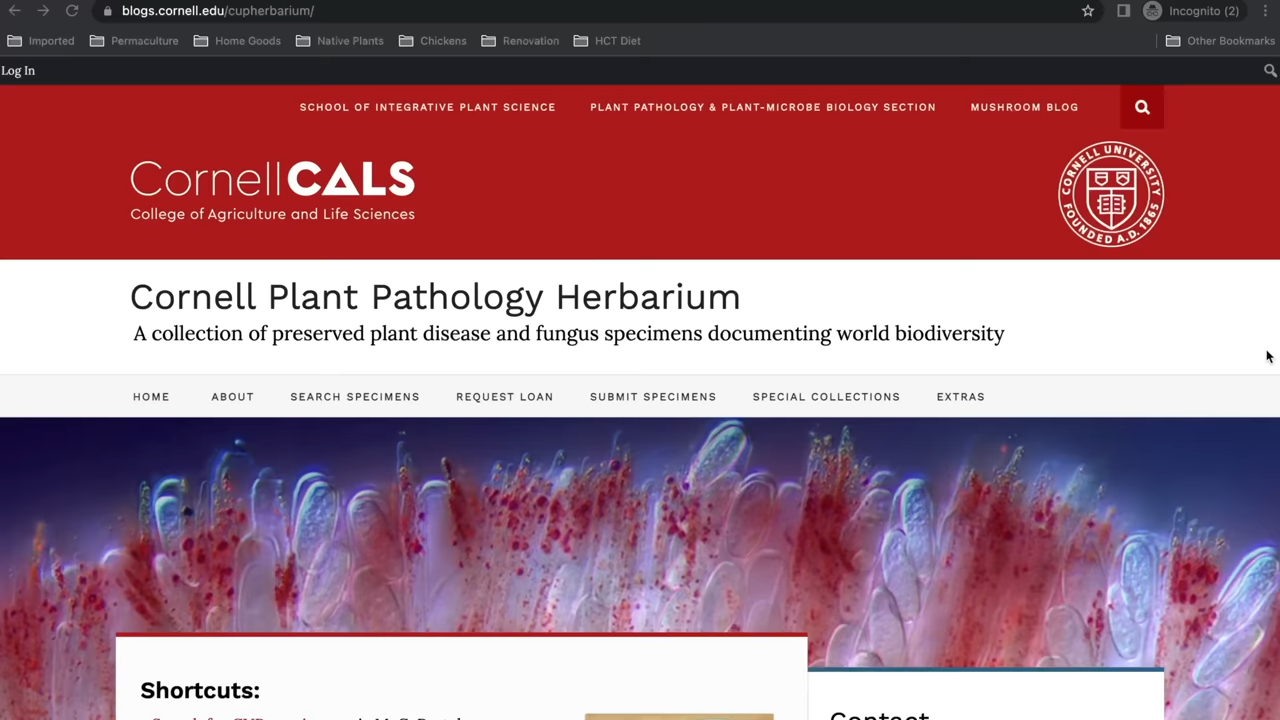 blogs.cornell.edu/cupherbarium/
Incognito (2)
Imported Permaculture Home Goods Native Plants Chickens Renovation HCT Diet Other Bookmarks
Log In
SCHOOL OF INTEGRATIVE PLANT SCIENCE PLANT PATHOLOGY & PLANT-MICROBE BIOLOGY SECTION MUSHROOM BLOG
CornellCALS
College of Agriculture and Life Sciences
CORNELL UNIVERSITY
FOUNDED A.D. 1865
Cornell Plant Pathology Herbarium
A collection of preserved plant disease and fungus specimens documenting world biodiversity
HOME ABOUT SEARCH SPECIMENS REQUEST LOAN SUBMIT SPECIMENS SPECIAL COLLECTIONS EXTRAS
Shortcuts:
Contact